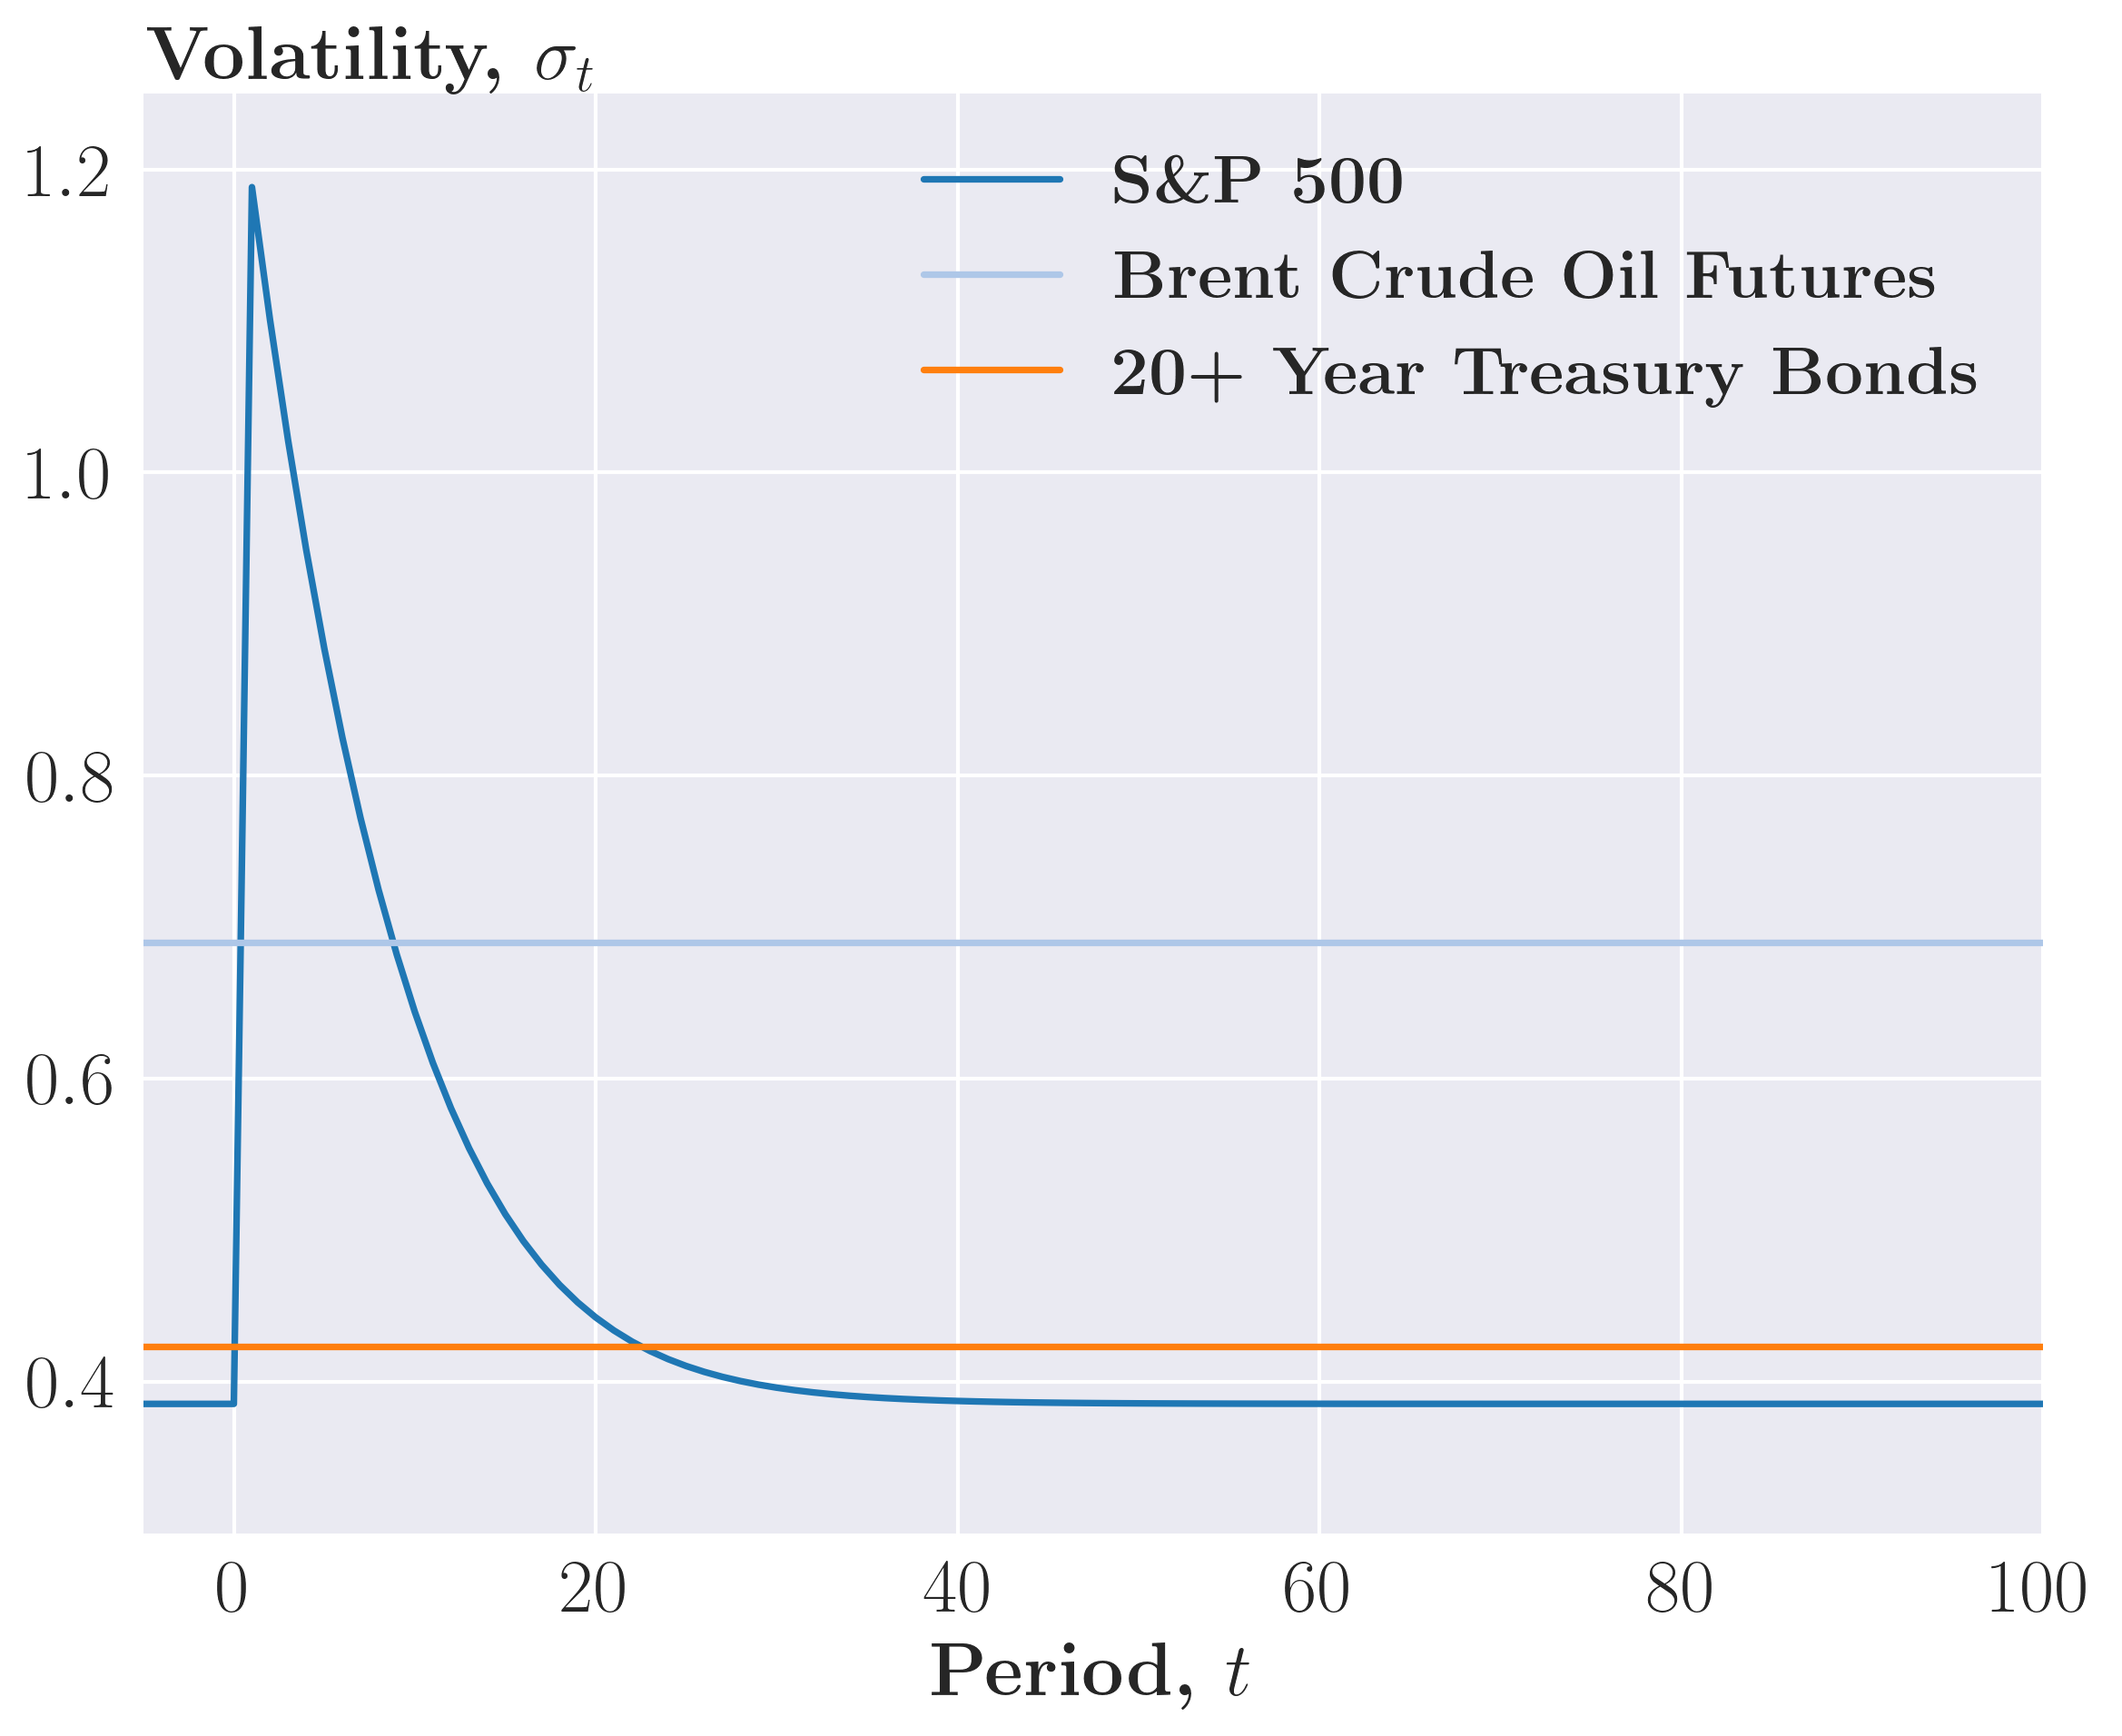 Volatility, σt
1.2
1.0
0.8
0.6
0.4
S&P 500
Brent Crude Oil Futures
20+ Year Treasury Bonds
0 20 40 60 80 100
Period, t